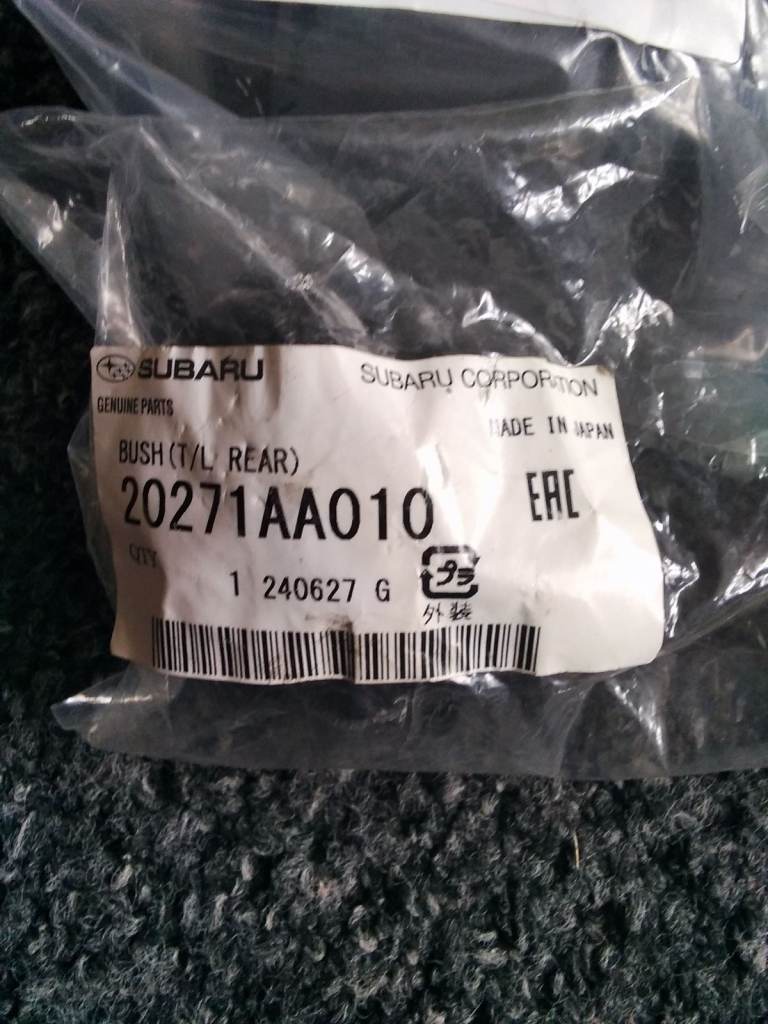 SUBARU SUBARU CORPORATION
GENUINE PARTS
MADE IN JAPAN
BUSH(T/L REAR)
20271AA010 EAC
QTY
1 240627 G プラ
外装